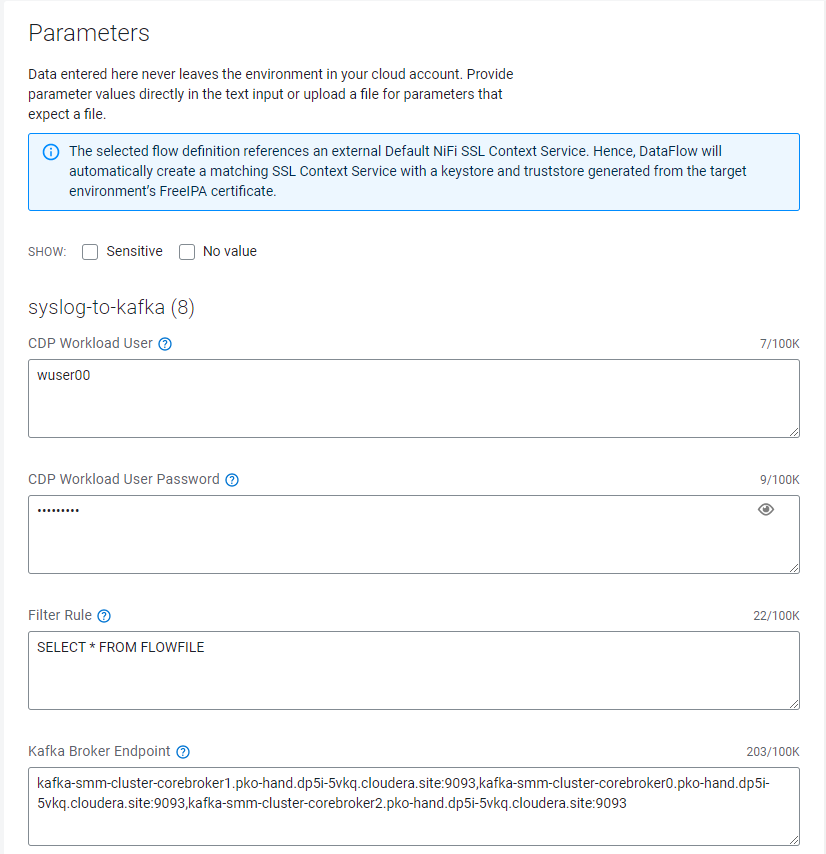 Parameters
Data entered here never leaves the environment in your cloud account. Provide
parameter values directly in the text input or upload a file for parameters that
expect a file.
The selected flow definition references an external Default NiFi SSL Context Service. Hence, DataFlow will
automatically create a matching SSL Context Service with a keystore and truststore generated from the target
environment's FreeIPA certificate.
SHOW: Sensitive No value
syslog-to-kafka (8)
CDP Workload User 7/100K
wuser00
CDP Workload User Password 9/100K
•••••••••
Filter Rule 22/100K
SELECT * FROM FLOWFILE
Kafka Broker Endpoint 203/100K
kafka-smm-cluster-corebroker1.pko-hand.dp5i-5vkq.cloudera.site:9093,kafka-smm-cluster-corebroker0.pko-hand.dp5i-
5vkq.cloudera.site:9093,kafka-smm-cluster-corebroker2.pko-hand.dp5i-5vkq.cloudera.site:9093